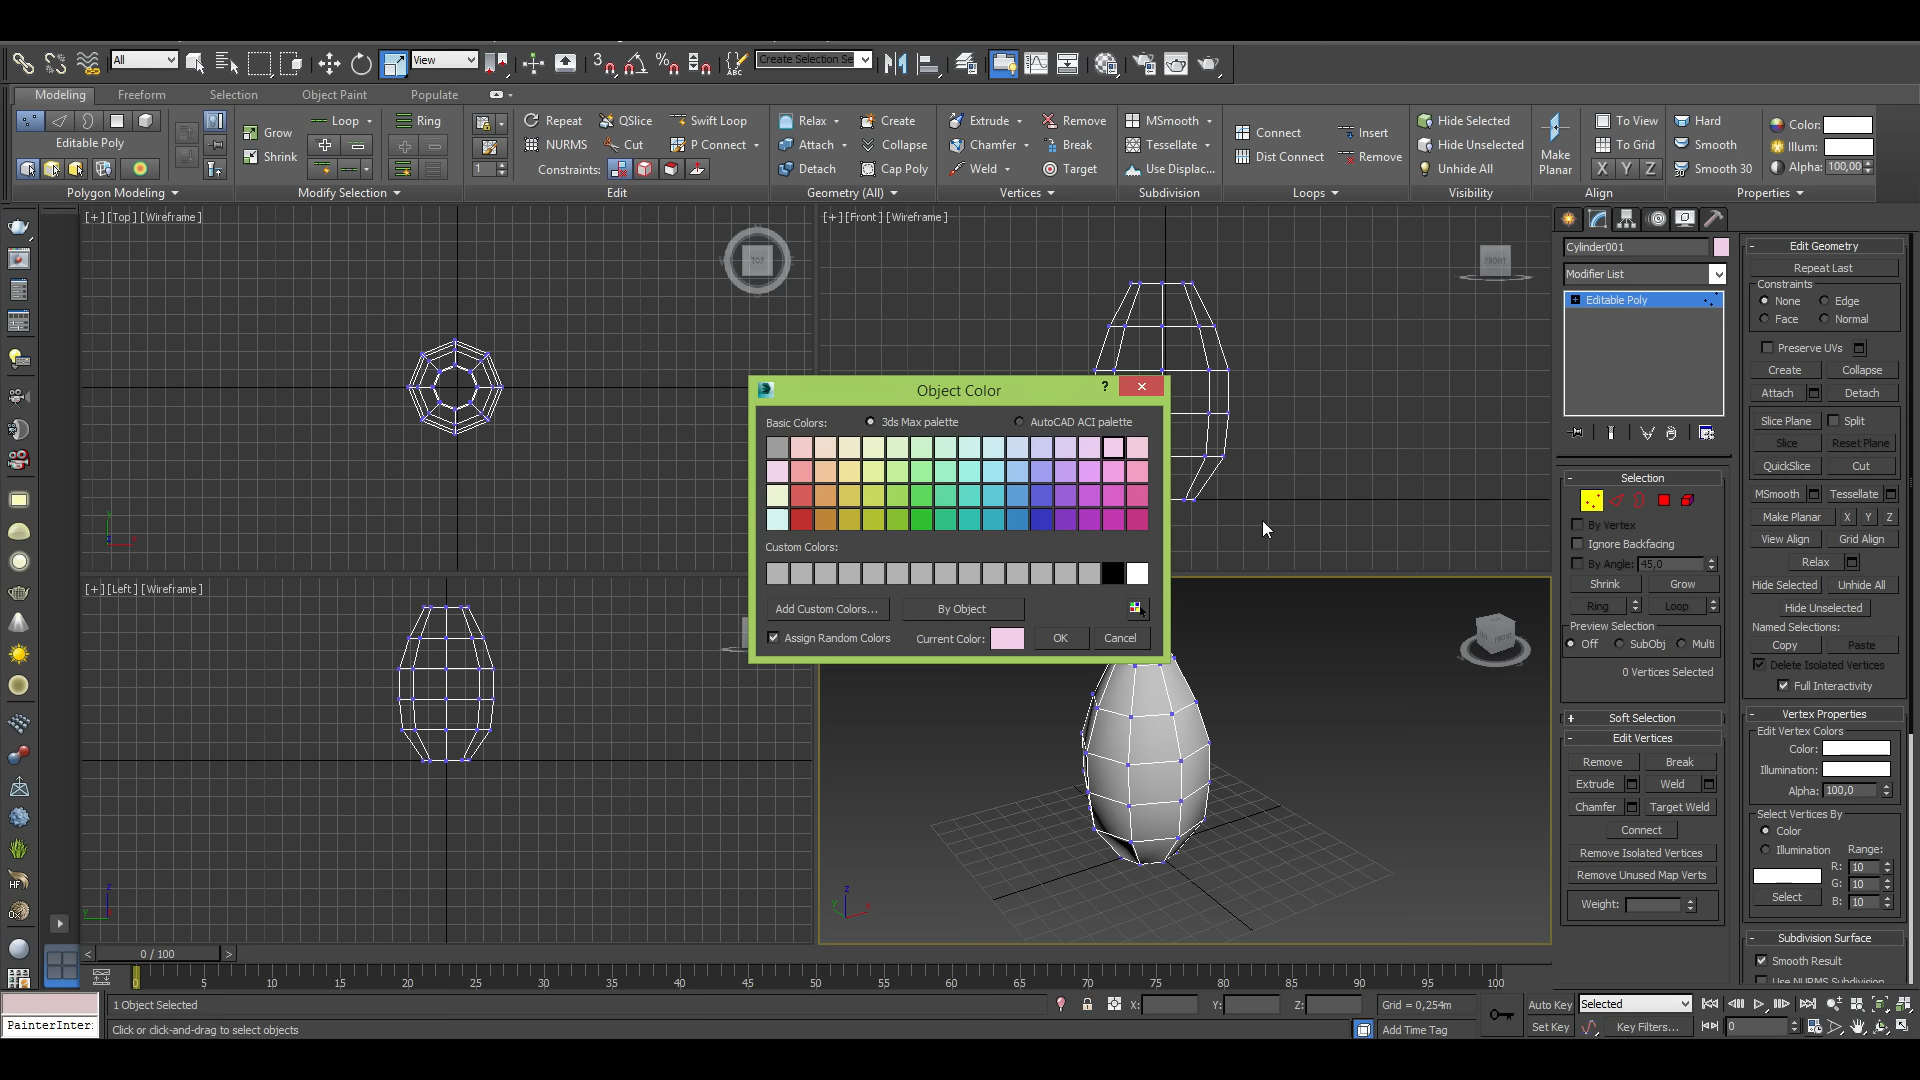 All
View
3
%
ABC
Create Selection Se
Modeling
Freeform
Selection
Object Paint
Populate
Editable Poly
Polygon Modeling
Grow
Shrink
Loop
Ring
Modify Selection
1
Repeat
QSlice
Swift Loop
NURMS
Cut
P Connect
Constraints:
Edit
Relax
Create
Attach
Collapse
Detach
Cap Poly
Geometry (All)
Extrude
Remove
Chamfer
Break
Weld
Target
Vertices
MSmooth
Tessellate
Use Displac...
Subdivision
Connect
Insert
Dist Connect
Remove
Loops
Hide Selected
Hide Unselected
Unhide All
Visibility
Make
Planar
To View
To Grid
X Y Z
Align
Hard
Smooth
Smooth 30
Color:
Illum:
Alpha: 100,00
Properties
[+][Top][Wireframe]
TOP
[+][Front][Wireframe]
FRONT
[+][Left][Wireframe]
FRONT
Object Color
?
Basic Colors:
3ds Max palette
AutoCAD ACI palette
Custom Colors:
Add Custom Colors...
By Object
Assign Random Colors
Current Color:
OK
Cancel
Cylinder001
Modifier List
Editable Poly
Selection
By Vertex
Ignore Backfacing
By Angle: 45,0
Shrink
Grow
Ring
Loop
Preview Selection
Off
SubObj
Multi
0 Vertices Selected
Soft Selection
Edit Vertices
Remove
Break
Extrude
Weld
Chamfer
Target Weld
Connect
Remove Isolated Vertices
Remove Unused Map Verts
Weight:
Edit Geometry
Repeat Last
Constraints
None
Edge
Face
Normal
Preserve UVs
Create
Collapse
Attach
Detach
Slice Plane
Split
Slice
Reset Plane
QuickSlice
Cut
MSmooth
Tessellate
Make Planar
X Y Z
View Align
Grid Align
Relax
Hide Selected
Unhide All
Hide Unselected
Named Selections:
Copy
Paste
Delete Isolated Vertices
Full Interactivity
Vertex Properties
Edit Vertex Colors
Color:
Illumination:
Alpha: 100,0
Select Vertices By
Color
Illumination
Range:
R: 10
G: 10
B: 10
Select
Subdivision Surface
Smooth Result
Use NURMS Subdivision
0 / 100
0 5 10 15 20 25 30 35 40 45 50 55 60 65 70 75 80 85 90 95 100
1 Object Selected
X:
Y:
Z:
Grid = 0,254m
Auto Key
Selected
PainterInter:
Click or click-and-drag to select objects
Add Time Tag
Set Key
Key Filters...
0